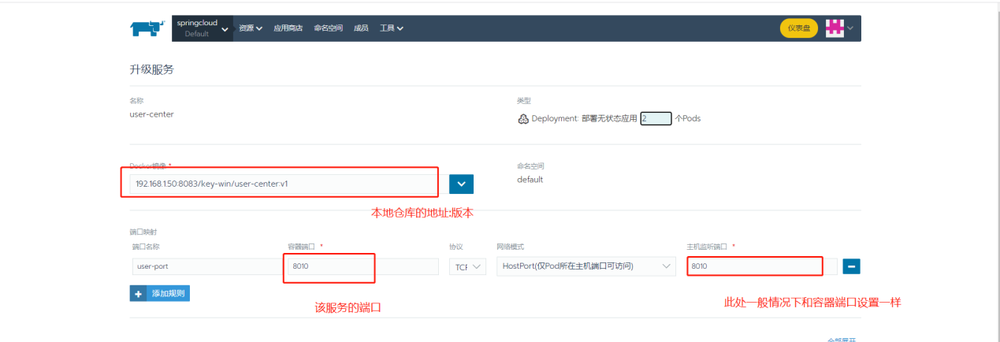 springcloud
Default
资源
应用商店
命名空间
成员
工具
仪表盘
升级服务
名称
user-center
类型
Deployment: 部署无状态应用 2 个Pods
Docker镜像 *
192.168.1.50:8083/key-win/user-center:v1
命名空间
default
本地仓库的地址:版本
端口映射
端口名称
容器端口 *
协议
网络模式
主机监听端口 *
user-port
8010
TCP
HostPort(仅Pod所在主机端口可访问)
8010
添加规则
该服务的端口
此处一般情况下和容器端口设置一样
全部展开